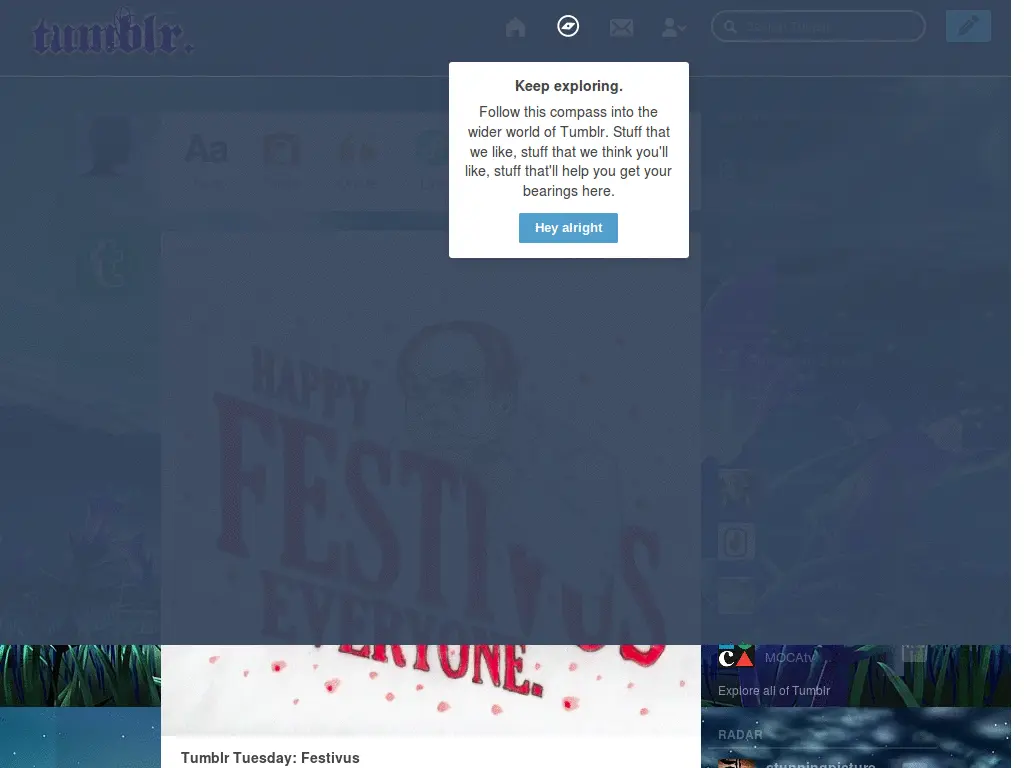 tumblr.
Keep exploring.
Follow this compass into the
wider world of Tumblr. Stuff that
we like, stuff that we think you'll
like, stuff that'll help you get your
bearings here.
Hey alright
Aa
HAPPY
FESTIVUS
EVERYONE.
MOCAtv
Explore all of Tumblr
RADAR
Tumblr Tuesday: Festivus
stunningpicture